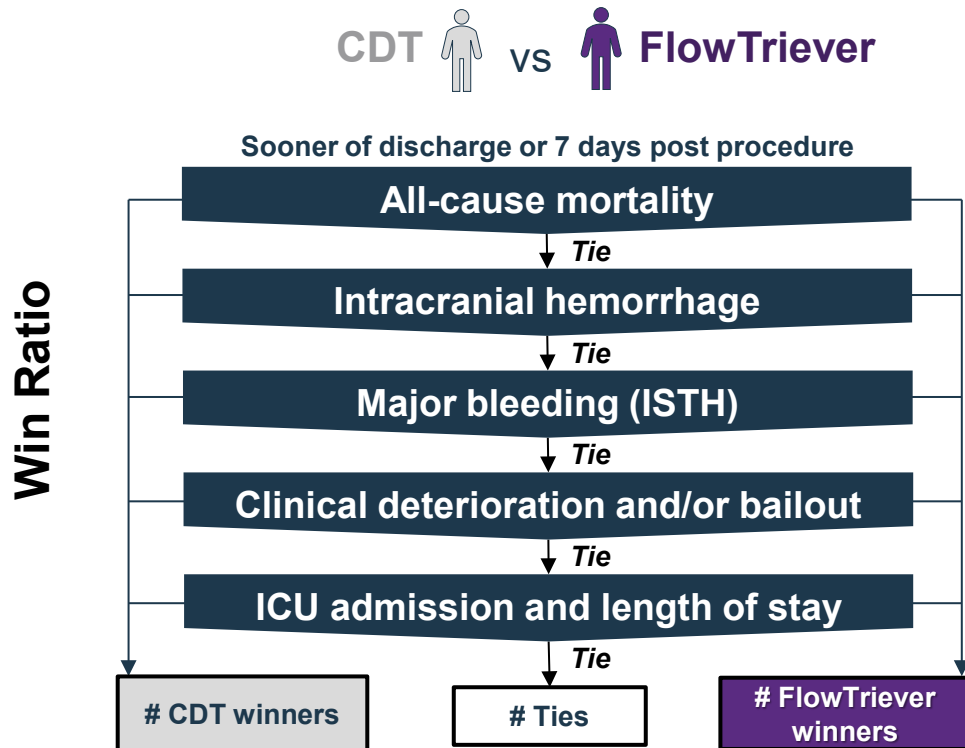 CDT vs FlowTriever
Sooner of discharge or 7 days post procedure
Win Ratio
All-cause mortality
Tie
Intracranial hemorrhage
Tie
Major bleeding (ISTH)
Tie
Clinical deterioration and/or bailout
Tie
ICU admission and length of stay
Tie
# CDT winners
# Ties
# FlowTriever
winners